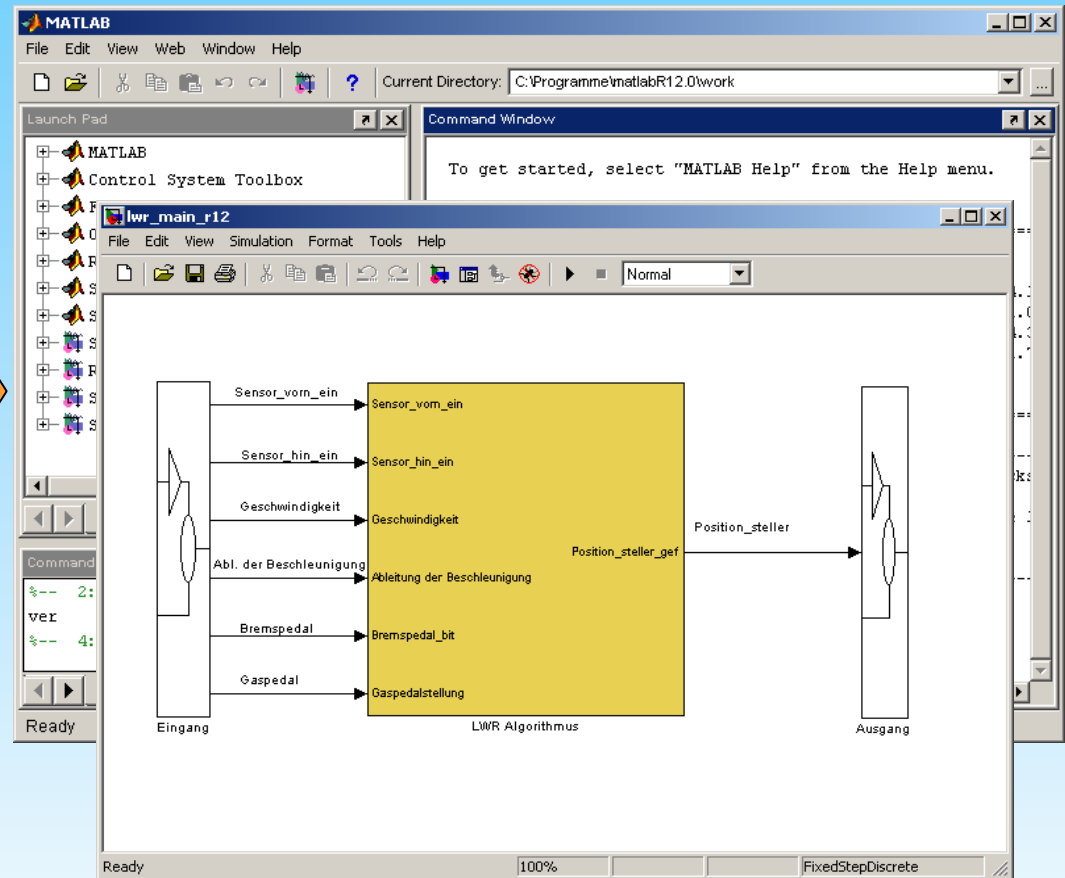 MATLAB
File Edit View Web Window Help
? Current Directory: C:\Programme\matlabR12.0\work ...
Launch Pad
Command Window
MATLAB
Control System Toolbox
To get started, select "MATLAB Help" from the Help menu.
lwr_main_r12
File Edit View Simulation Format Tools Help
Normal
Sensor_vorn_ein
Sensor_vorn_ein
Sensor_hin_ein
Sensor_hin_ein
Geschwindigkeit
Geschwindigkeit
Position_steller
Position_steller_gef
Abl. der Beschleunigung
Ableitung der Beschleunigung
Bremspedal
Bremspedal_bit
Gaspedal
Gaspedalstellung
Eingang
LWR Algorithmus
Ausgang
Command
%-- 2:
ver
%-- 4:
Ready
Ready 100% FixedStepDiscrete